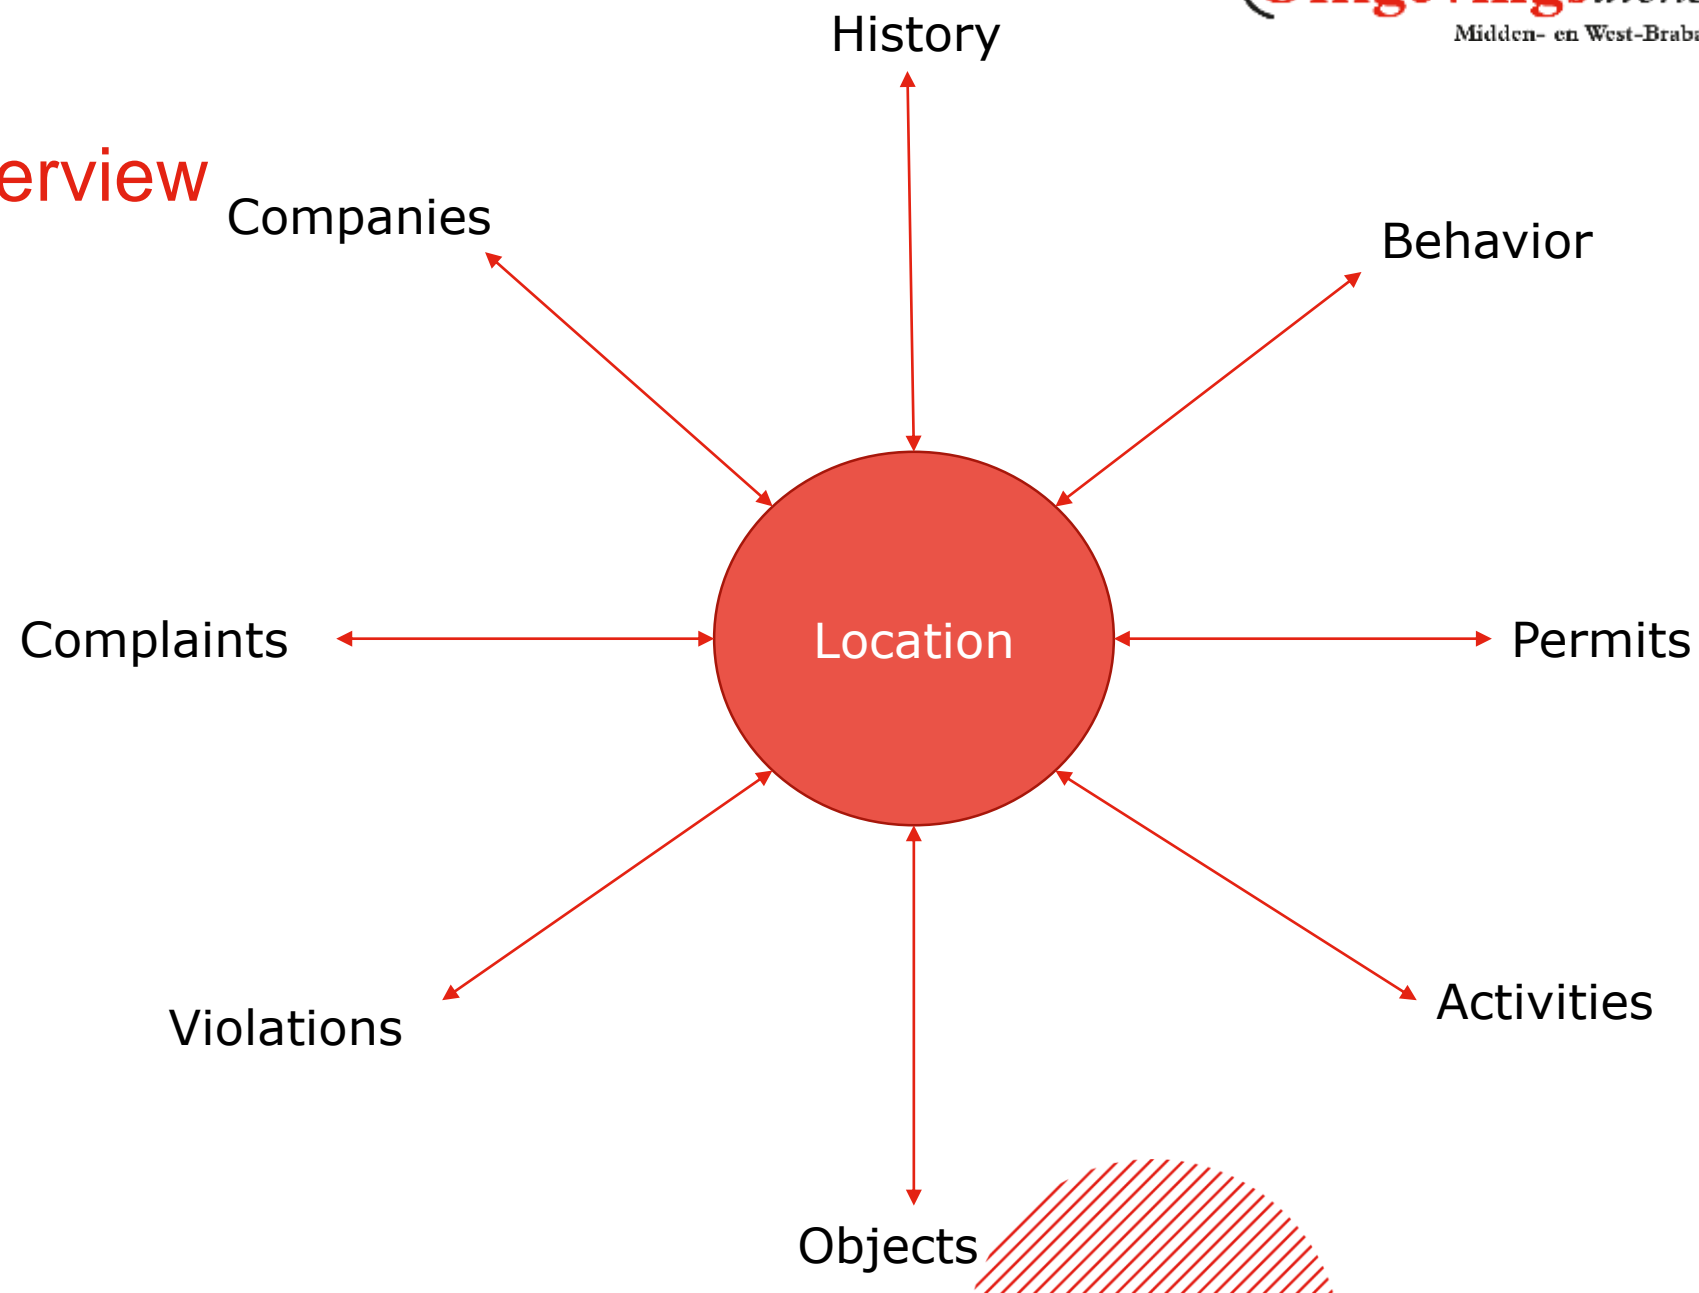 History
Midden- en West-Braba
erview
Companies
Behavior
Complaints
Location
Permits
Activities
Violations
Objects